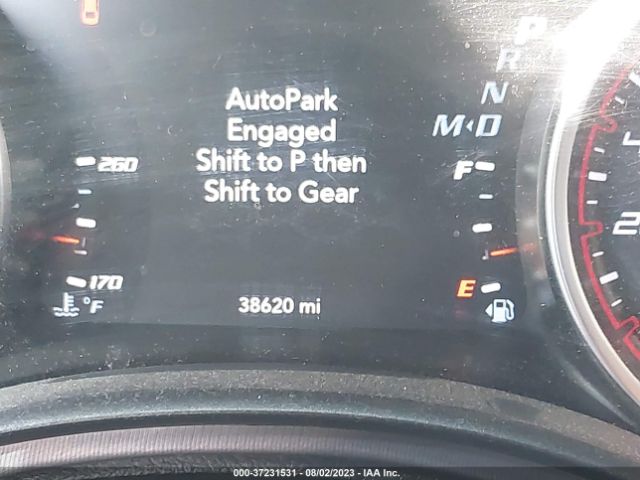 P
R
N
M D
AutoPark
Engaged
Shift to P then
Shift to Gear
260
F
170
°F
E
38620 mi
000-37231531 - 08/02/2023 - IAA Inc.